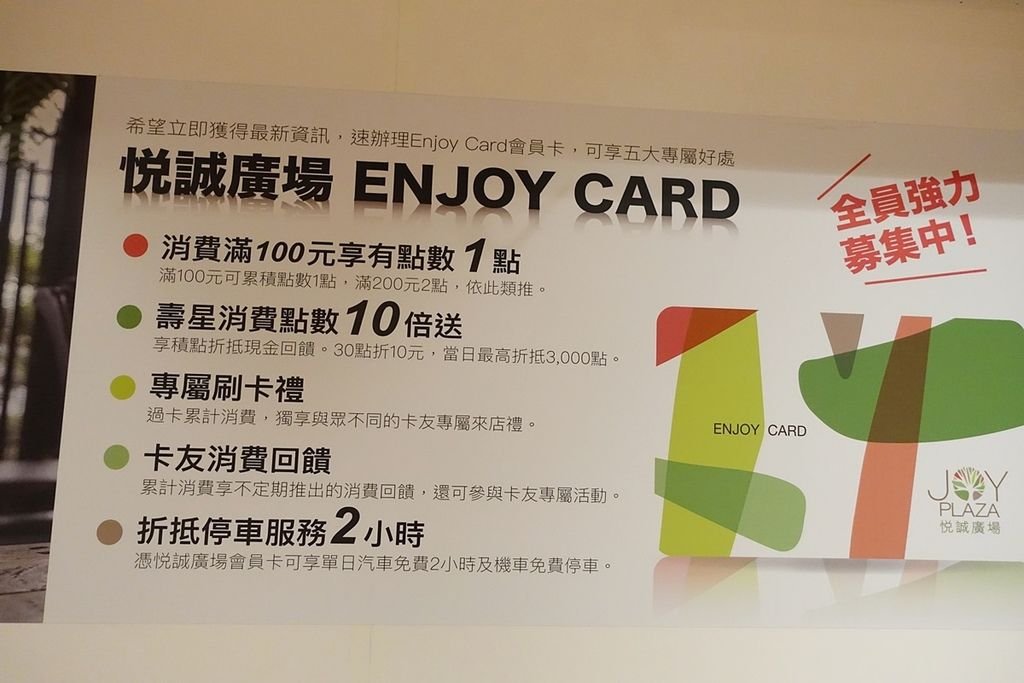 希望立即獲得最新資訊，速辦理Enjoy Card會員卡，可享五大專屬好處
悦誠廣場 ENJOY CARD
全員強力
募集中！
消費滿100元享有點數1點
滿100元可累積點數1點，滿200元2點，依此類推。
壽星消費點數10倍送
享積點折抵現金回饋。30點折10元，當日最高折抵3,000點。
專屬刷卡禮
過卡累計消費，獨享與眾不同的卡友專屬來店禮。
卡友消費回饋
累計消費享不定期推出的消費回饋，還可參與卡友專屬活動。
折抵停車服務2小時
憑悦誠廣場會員卡可享單日汽車免費2小時及機車免費停車。
ENJOY CARD
JOY
PLAZA
悦誠廣場